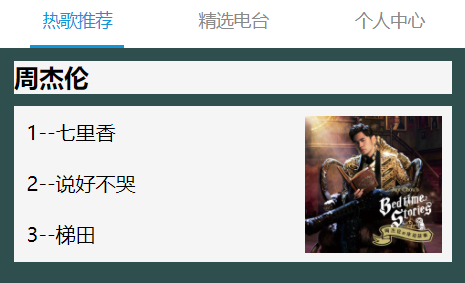 热歌推荐 精选电台 个人中心
周杰伦
1--七里香
2--说好不哭
3--梯田
Bedtime
Stories